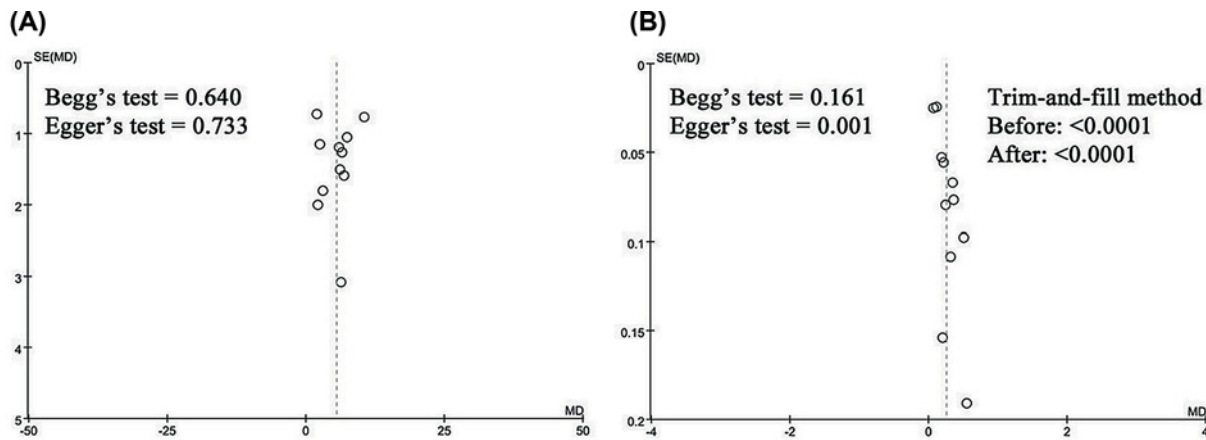 (A)
SE(MD)
0
Begg's test = 0.640
Egger's test = 0.733
1
2
3
4
5
MD
-50
-25
0
25
50
(B)
SE(MD)
0
Begg's test = 0.161
Egger's test = 0.001
Trim-and-fill method
Before: <0.0001
After: <0.0001
0.05
0.1
0.15
0.2
MD
-4
-2
0
2
4